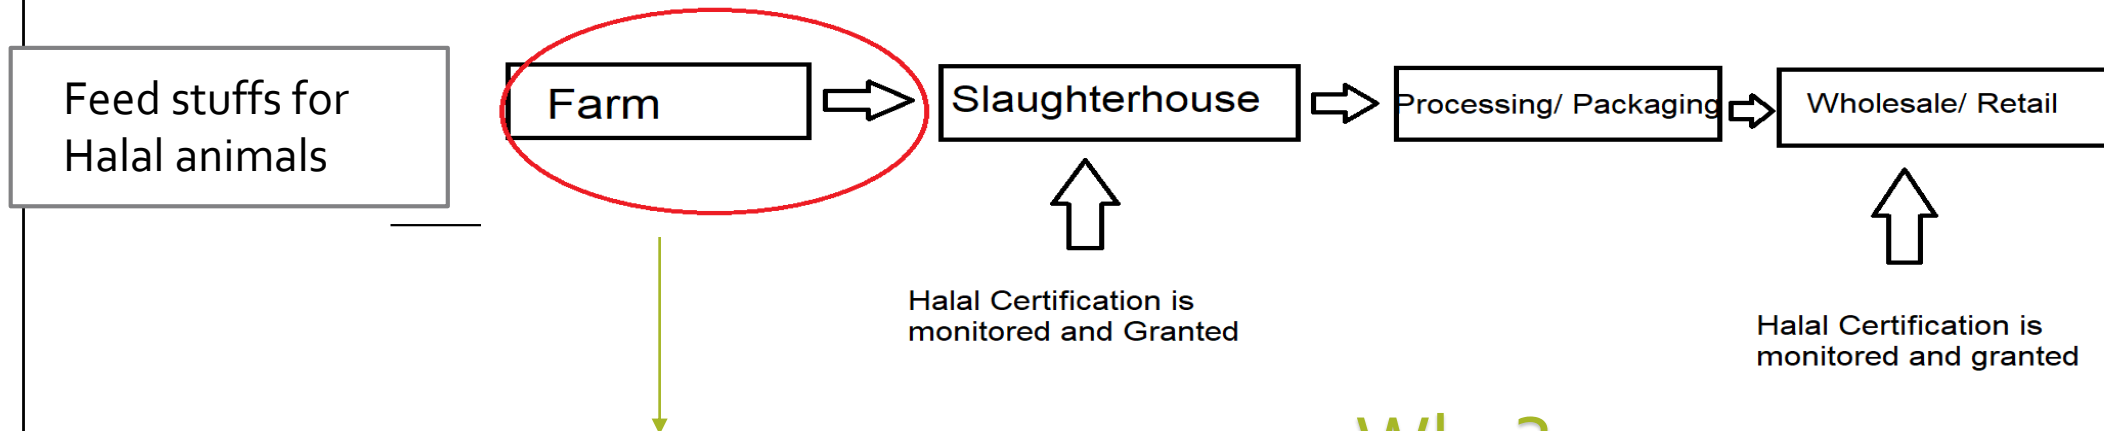 Feed stuffs for
Halal animals
Farm
Slaughterhouse
Processing/ Packaging
Wholesale/ Retail
Halal Certification is
monitored and Granted
Halal Certification is
monitored and granted